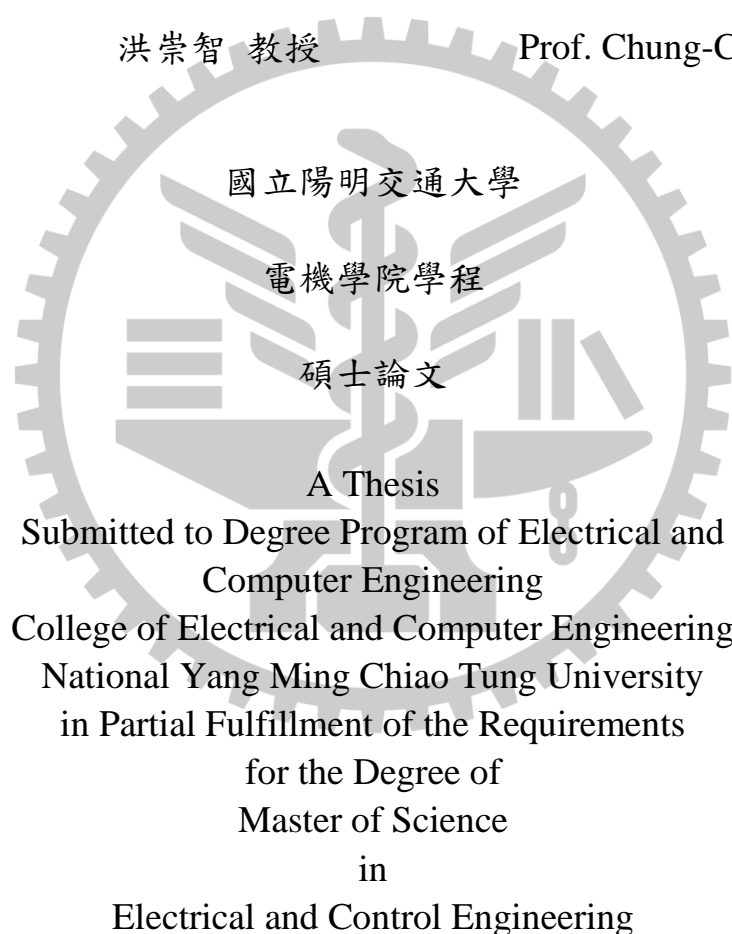 洪崇智 教授 Prof. Chung-C
國立陽明交通大學
電機學院學程
碩士論文
A Thesis
Submitted to Degree Program of Electrical and
Computer Engineering
College of Electrical and Computer Engineering
National Yang Ming Chiao Tung University
in Partial Fulfillment of the Requirements
for the Degree of
Master of Science
in
Electrical and Control Engineering